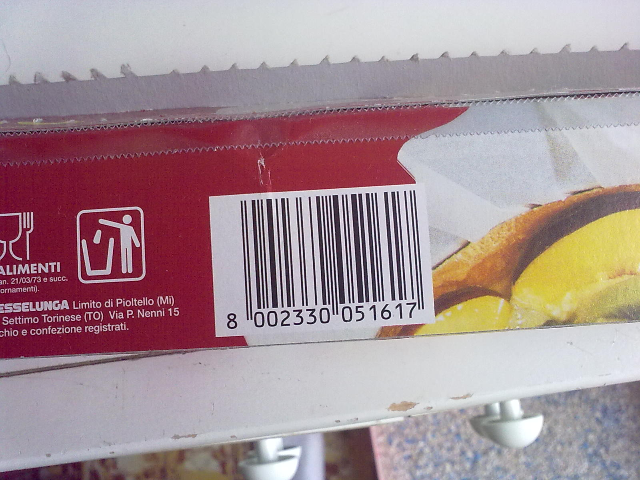 ALIMENTI
an. 21/03/73 e succ.
ornamenti).
ESSELUNGA Limito di Pioltello (Mi)
Settimo Torinese (TO) Via P. Nenni 15
chio e confezione registrati.
8 002330 051617